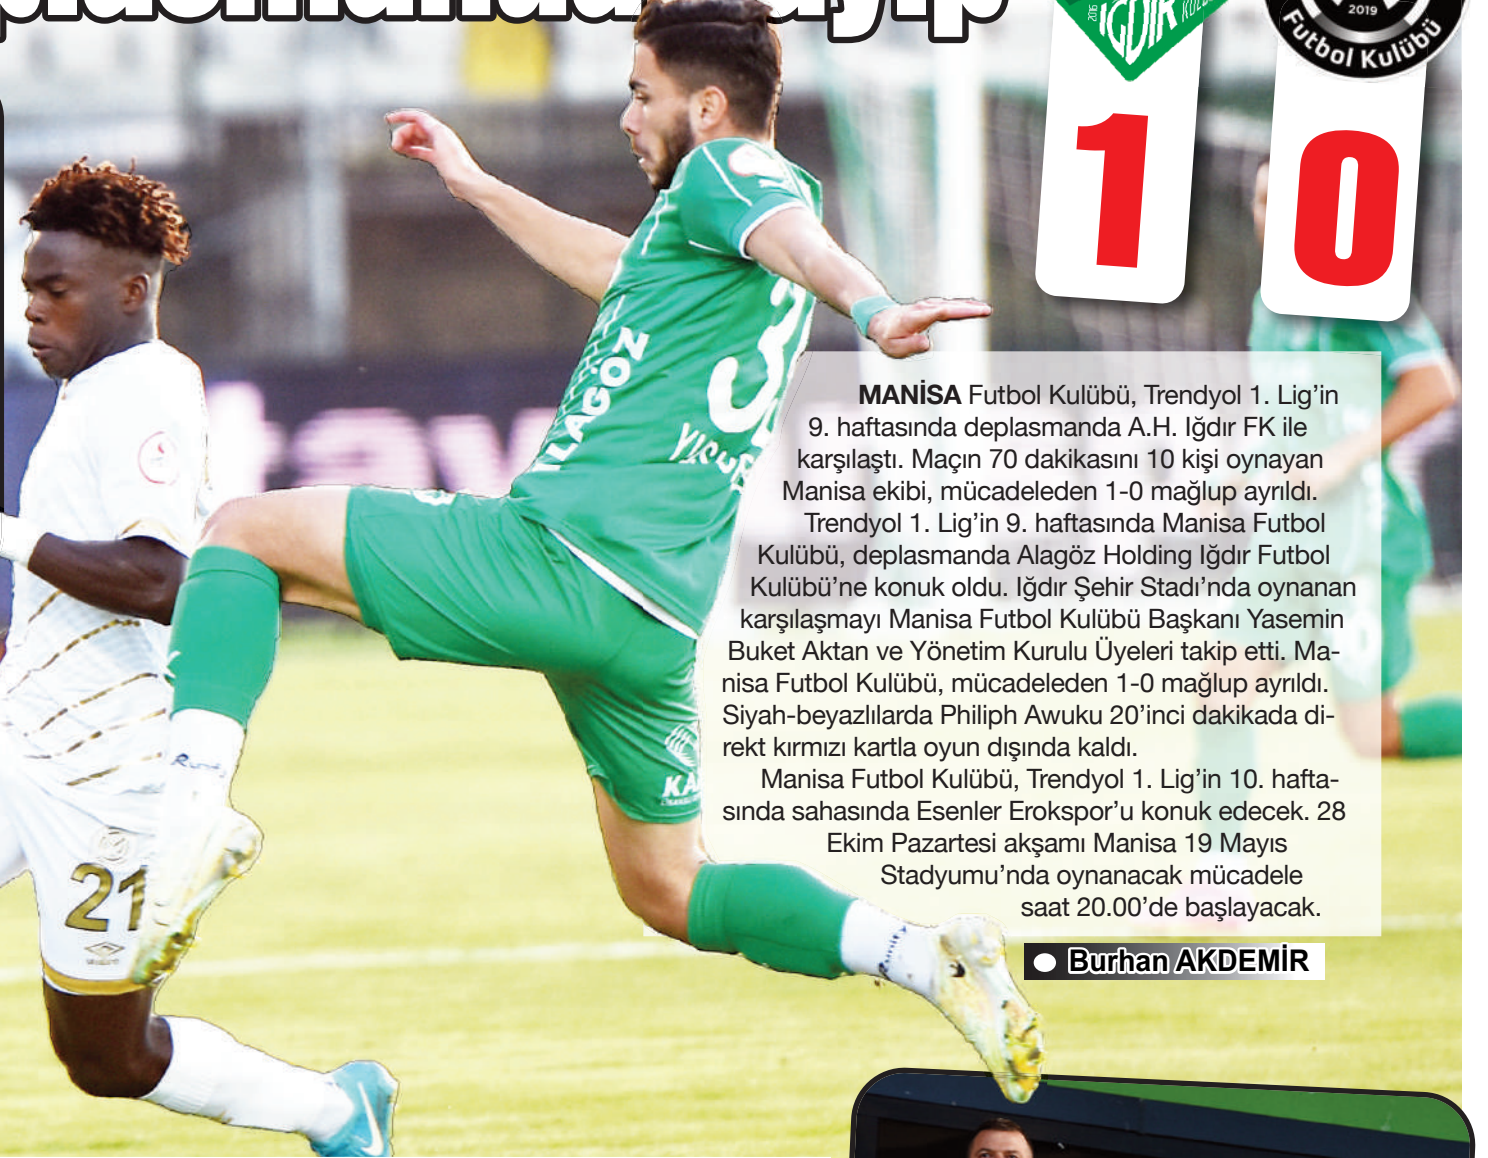 IĞDIR
2019
Futbol Kulübü
1
0
ALAGÖZ
21
Runity
MANİSA Futbol Kulübü, Trendyol 1. Lig’in
9. haftasında deplasmanda A.H. Iğdır FK ile
karşılaştı. Maçın 70 dakikasını 10 kişi oynayan
Manisa ekibi, mücadeleden 1-0 mağlup ayrıldı.
Trendyol 1. Lig’in 9. haftasında Manisa Futbol
Kulübü, deplasmanda Alagöz Holding Iğdır Futbol
Kulübü’ne konuk oldu. Iğdır Şehir Stadı’nda oynanan
karşılaşmayı Manisa Futbol Kulübü Başkanı Yasemin
Buket Aktan ve Yönetim Kurulu Üyeleri takip etti. Ma-
nisa Futbol Kulübü, mücadeleden 1-0 mağlup ayrıldı.
Siyah-beyazlılarda Philiph Awuku 20’inci dakikada di-
rekt kırmızı kartla oyun dışında kaldı.
Manisa Futbol Kulübü, Trendyol 1. Lig’in 10. hafta-
sında sahasında Esenler Erokspor’u konuk edecek. 28
Ekim Pazartesi akşamı Manisa 19 Mayıs
Stadyumu’nda oynanacak mücadele
saat 20.00’de başlayacak.
Burhan AKDEMİR